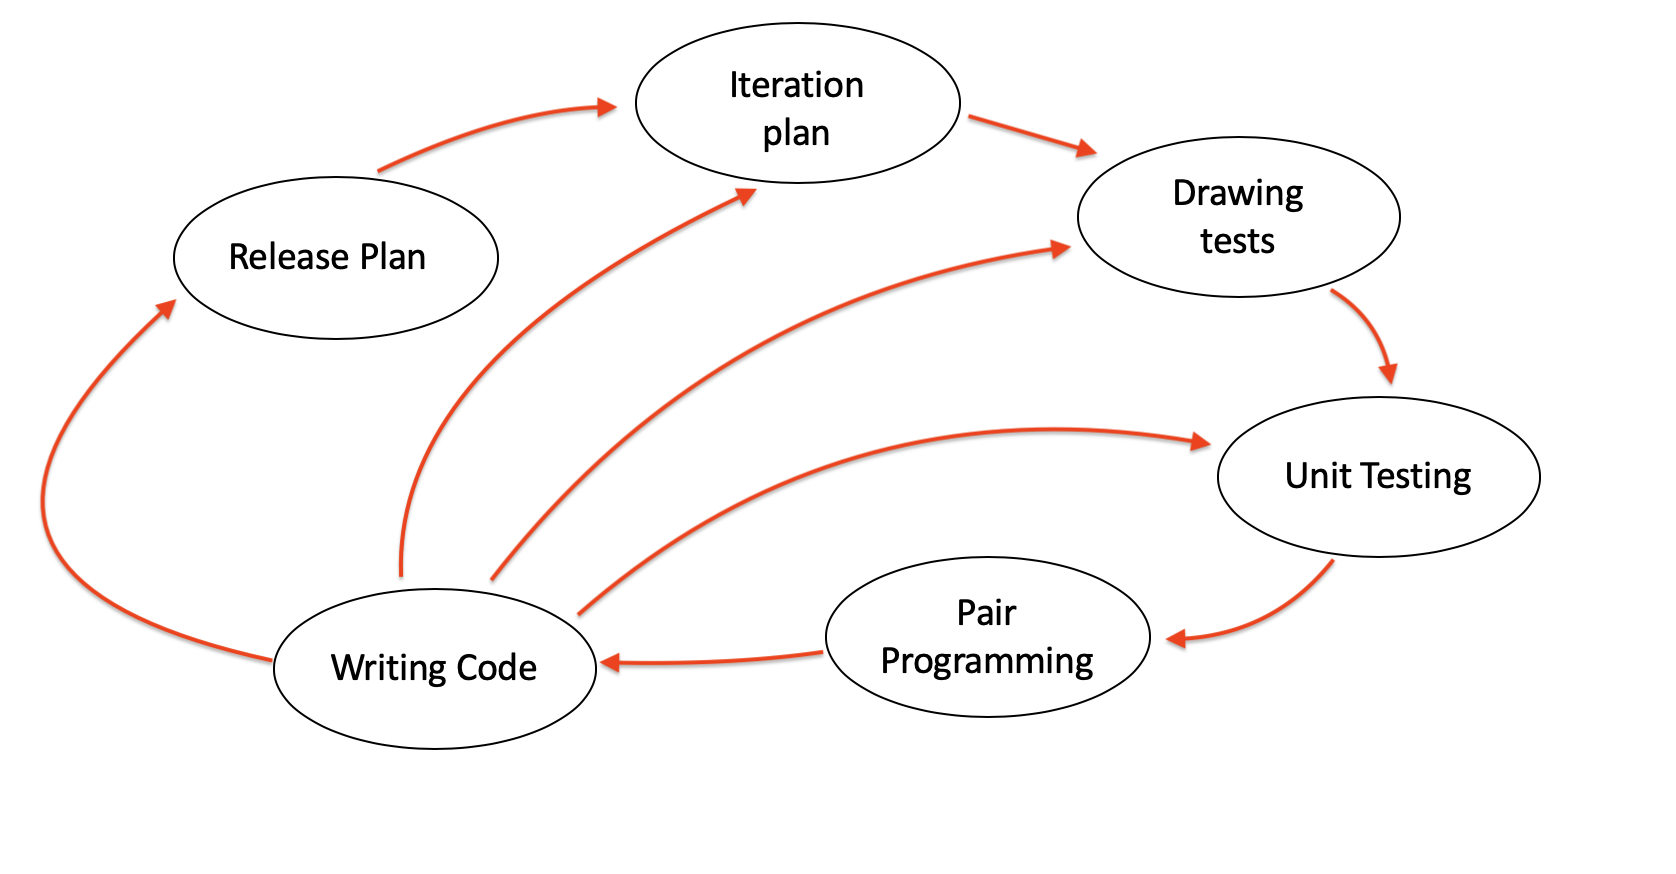 Iteration
plan
Drawing
tests
Release Plan
Unit Testing
Pair
Programming
Writing Code